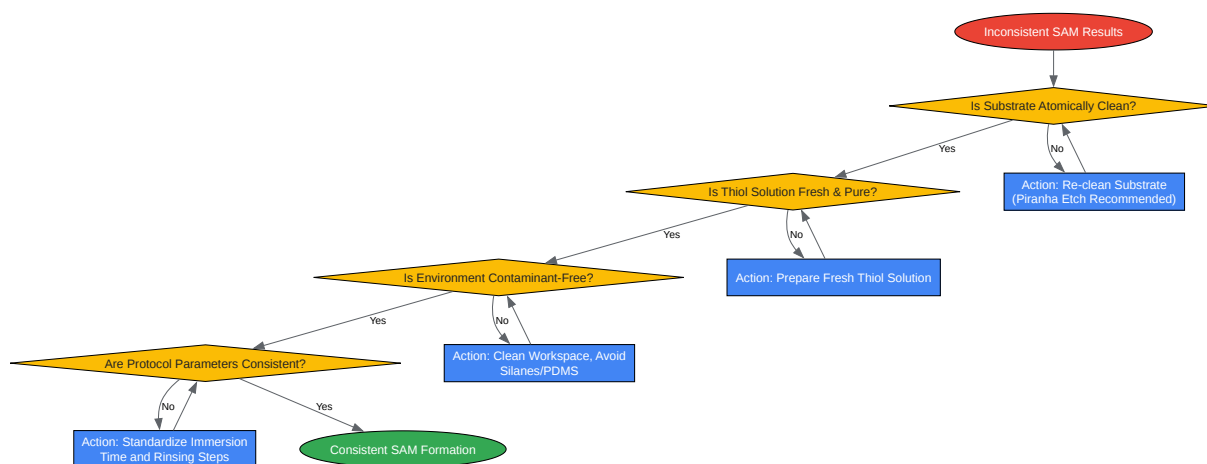 Inconsistent SAM Results
Is Substrate Atomically Clean?
Yes
No
Action: Re-clean Substrate
(Piranha Etch Recommended)
Is Thiol Solution Fresh & Pure?
Yes
No
Action: Prepare Fresh Thiol Solution
Is Environment Contaminant-Free?
Yes
No
Action: Clean Workspace, Avoid
Silanes/PDMS
Are Protocol Parameters Consistent?
No
Yes
Action: Standardize Immersion
Time and Rinsing Steps
Consistent SAM Formation